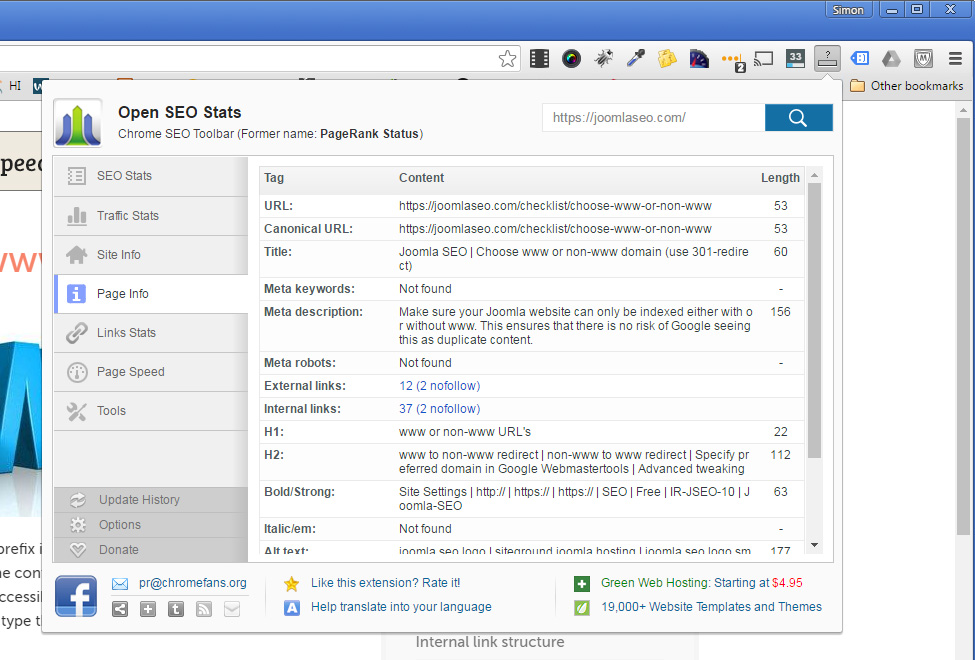 Simon
33
2
HI
Other bookmarks
Open SEO Stats
Chrome SEO Toolbar (Former name: PageRank Status)
https://joomlaseo.com/
SEO Stats
Traffic Stats
Site Info
Page Info
Links Stats
Page Speed
Tools
Update History
Options
Donate
Tag Content Length
URL: https://joomlaseo.com/checklist/choose-www-or-non-www 53
Canonical URL: https://joomlaseo.com/checklist/choose-www-or-non-www 53
Title: Joomla SEO | Choose www or non-www domain (use 301-redire 60
ct)
Meta keywords: Not found -
Meta description: Make sure your Joomla website can only be indexed either with o 156
r without www. This ensures that there is no risk of Google seeing
this as duplicate content.
Meta robots: Not found -
External links: 12 (2 nofollow)
Internal links: 37 (2 nofollow)
H1: www or non-www URL's 22
H2: www to non-www redirect | non-www to www redirect | Specify pr 112
eferred domain in Google Webmastertools | Advanced tweaking
Bold/Strong: Site Settings | http:// | https:// | https:// | SEO | Free | IR-JSEO-10 | J 63
oomla-SEO
Italic/em: Not found -
Alt text: joomla seo logo | siteground joomla hosting | joomla seo logo sm 177
pr@chromefans.org
Like this extension? Rate it!
Help translate into your language
Green Web Hosting: Starting at $4.95
19,000+ Website Templates and Themes
prefix i
type t
Internal link structure